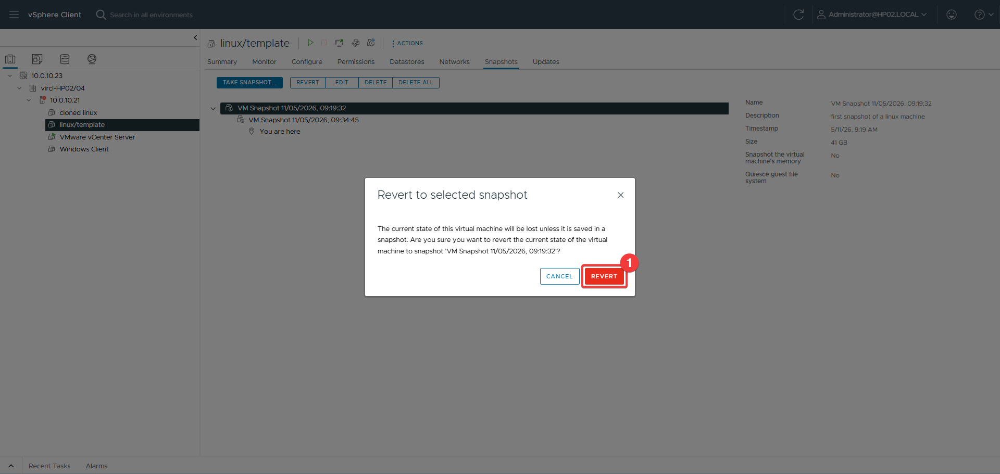 vSphere Client
Search in all environments
Administrator@HP02.LOCAL
linux/template
ACTIONS
Summary Monitor Configure Permissions Datastores Networks Snapshots Updates
10.0.10.23
vircl-HP02/04
10.0.10.21
cloned linux
linux/template
VMware vCenter Server
Windows Client
TAKE SNAPSHOT... REVERT EDIT DELETE DELETE ALL
VM Snapshot 11/05/2026, 09:19:32
VM Snapshot 11/05/2026, 09:34:45
You are here
Name VM Snapshot 11/05/2026, 09:19:32
Description first snapshot of a linux machine
Timestamp 5/11/26, 9:19 AM
Size 41 GB
Snapshot the virtual No
machine's memory
Quiesce guest file No
system
Revert to selected snapshot
The current state of this virtual machine will be lost unless it is saved in a
snapshot. Are you sure you want to revert the current state of the virtual
machine to snapshot 'VM Snapshot 11/05/2026, 09:19:32'?
1
CANCEL REVERT
Recent Tasks Alarms